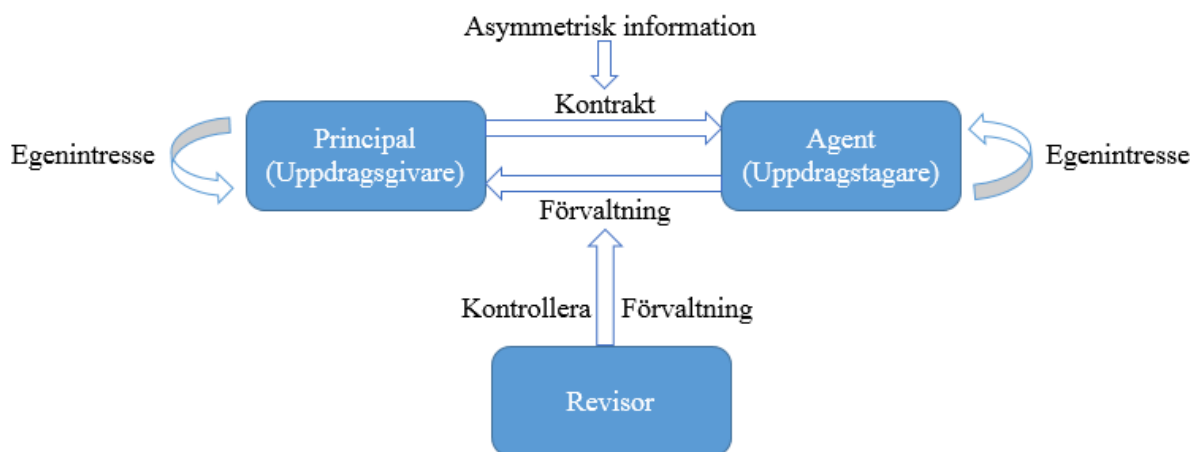 Asymmetrisk information
Kontrakt
Principal
(Uppdragsgivare)
Agent
(Uppdragstagare)
Egenintresse
Egenintresse
Förvaltning
Kontrollera Förvaltning
Revisor